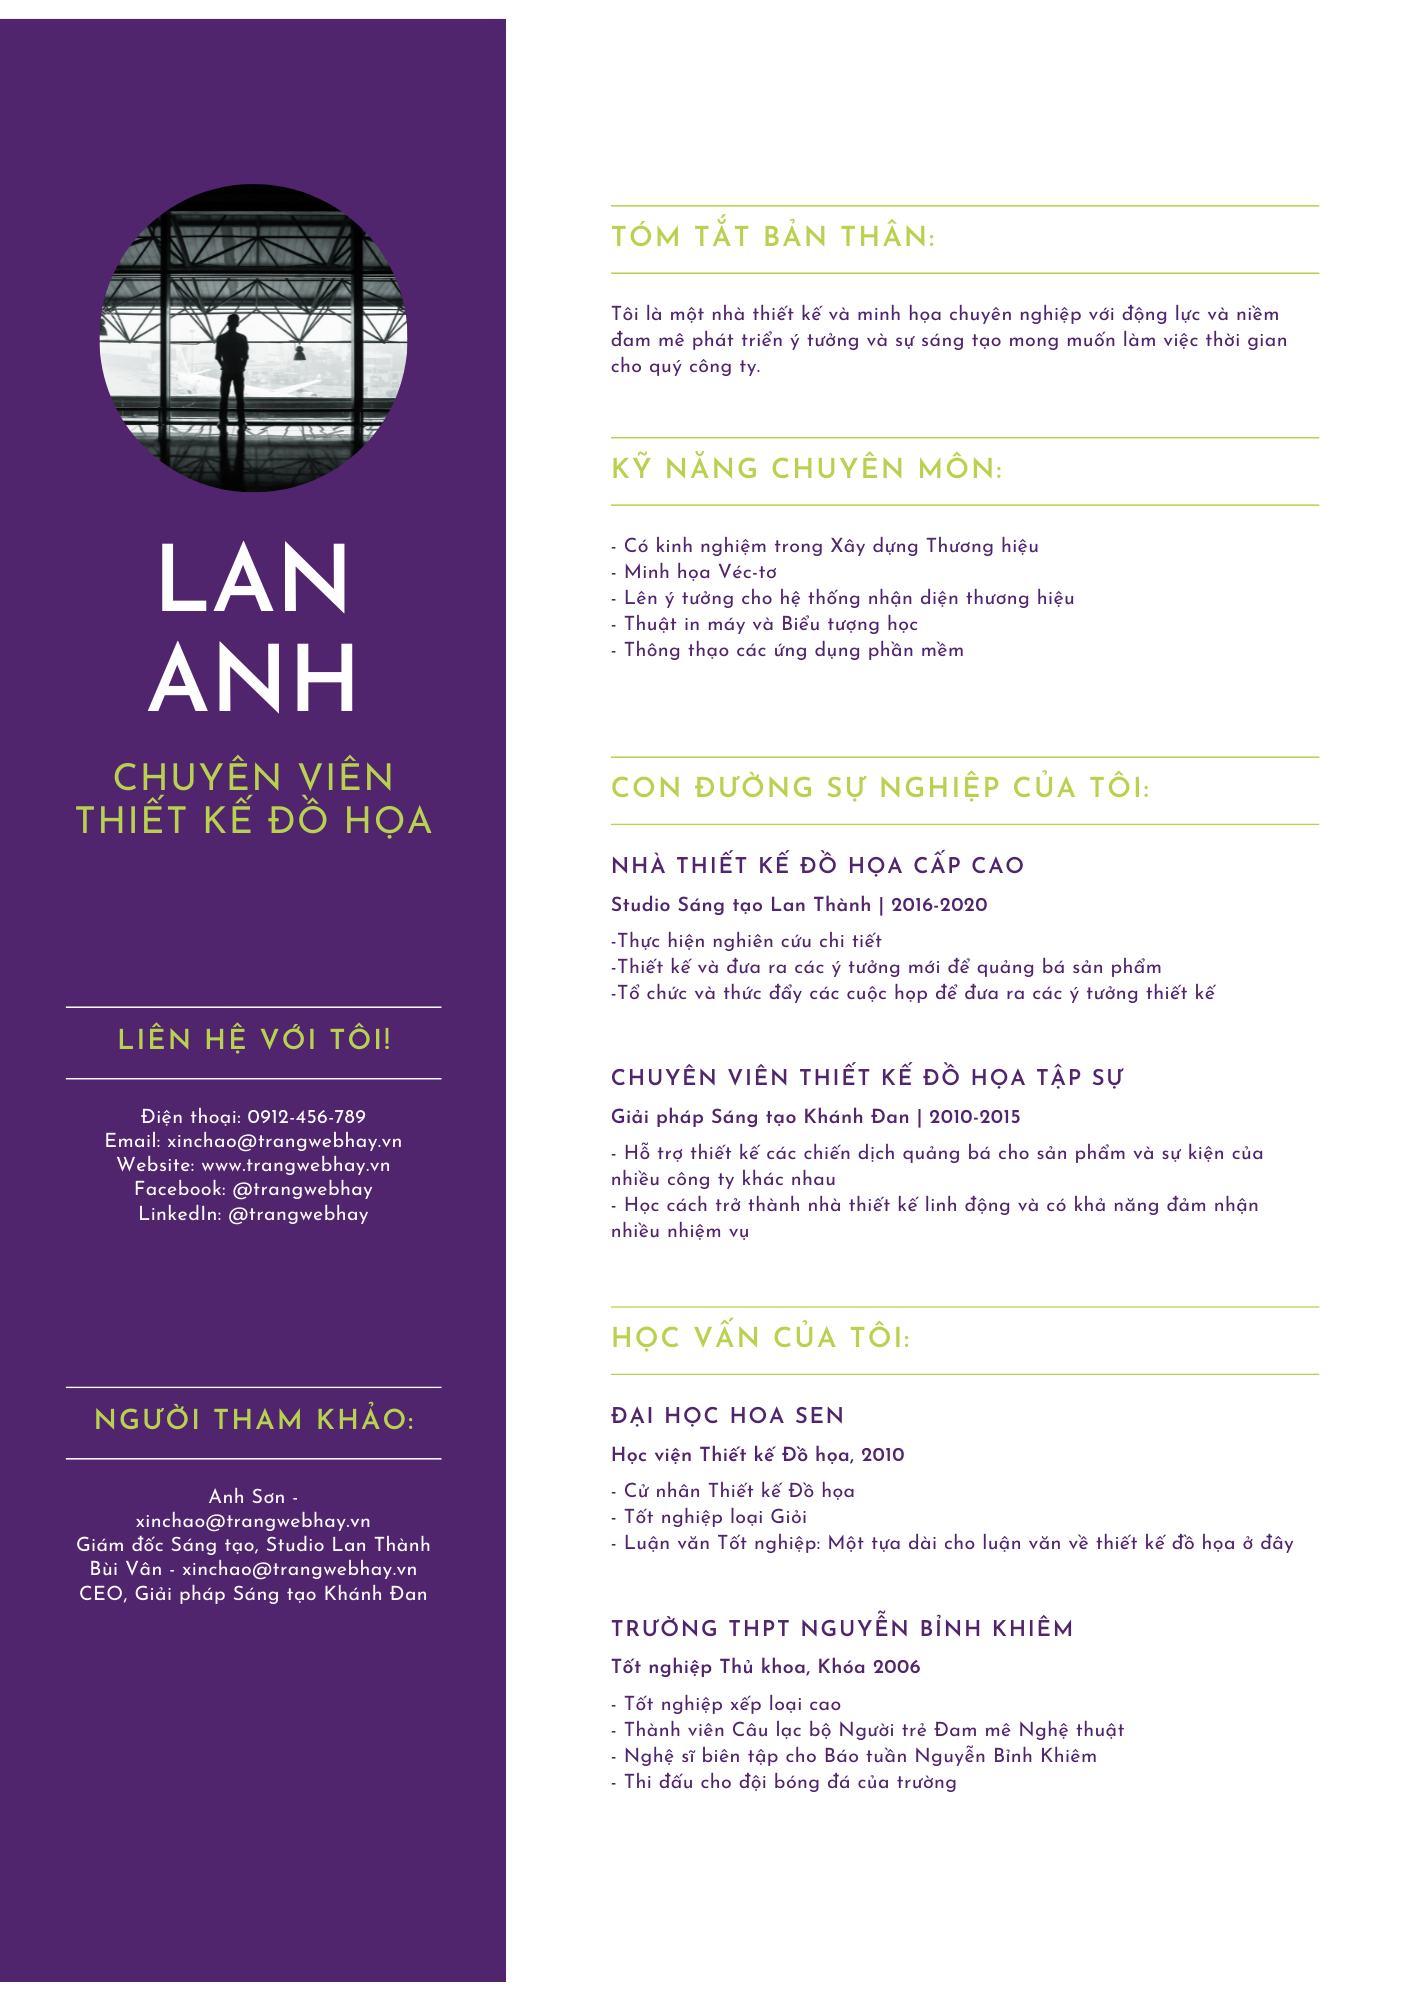 LAN
ANH
CHUYÊN VIÊN
THIẾT KẾ ĐỒ HỌA
LIÊN HỆ VỚI TÔI!
Điện thoại: 0912-456-789
Email: xinchao@trangwebhay.vn
Website: www.trangwebhay.vn
Facebook: @trangwebhay
LinkedIn: @trangwebhay
NGƯỜI THAM KHẢO:
Anh Sơn -
xinchao@trangwebhay.vn
Giám đốc Sáng tạo, Studio Lan Thành
Bùi Vân - xinchao@trangwebhay.vn
CEO, Giải pháp Sáng tạo Khánh Đan
TÓM TẮT BẢN THÂN:
Tôi là một nhà thiết kế và minh họa chuyên nghiệp với động lực và niềm
đam mê phát triển ý tưởng và sự sáng tạo mong muốn làm việc thời gian
cho quý công ty.
KỸ NĂNG CHUYÊN MÔN:
- Có kinh nghiệm trong Xây dựng Thương hiệu
- Minh họa Véc-tơ
- Lên ý tưởng cho hệ thống nhận diện thương hiệu
- Thuật in máy và Biểu tượng học
- Thông thạo các ứng dụng phần mềm
CON ĐƯỜNG SỰ NGHIỆP CỦA TÔI:
NHÀ THIẾT KẾ ĐỒ HỌA CẤP CAO
Studio Sáng tạo Lan Thành | 2016-2020
-Thực hiện nghiên cứu chi tiết
-Thiết kế và đưa ra các ý tưởng mới để quảng bá sản phẩm
-Tổ chức và thức đẩy các cuộc họp để đưa ra các ý tưởng thiết kế
CHUYÊN VIÊN THIẾT KẾ ĐỒ HỌA TẬP SỰ
Giải pháp Sáng tạo Khánh Đan | 2010-2015
- Hỗ trợ thiết kế các chiến dịch quảng bá cho sản phẩm và sự kiện của
nhiều công ty khác nhau
- Học cách trở thành nhà thiết kế linh động và có khả năng đảm nhận
nhiều nhiệm vụ
HỌC VẤN CỦA TÔI:
ĐẠI HỌC HOA SEN
Học viện Thiết kế Đồ họa, 2010
- Cử nhân Thiết kế Đồ họa
- Tốt nghiệp loại Giỏi
- Luận văn Tốt nghiệp: Một tựa dài cho luận văn về thiết kế đồ họa ở đây
TRƯỜNG THPT NGUYỄN BỈNH KHIÊM
Tốt nghiệp Thủ khoa, Khóa 2006
- Tốt nghiệp xếp loại cao
- Thành viên Câu lạc bộ Người trẻ Đam mê Nghệ thuật
- Nghệ sĩ biên tập cho Báo tuần Nguyễn Bỉnh Khiêm
- Thi đấu cho đội bóng đá của trường